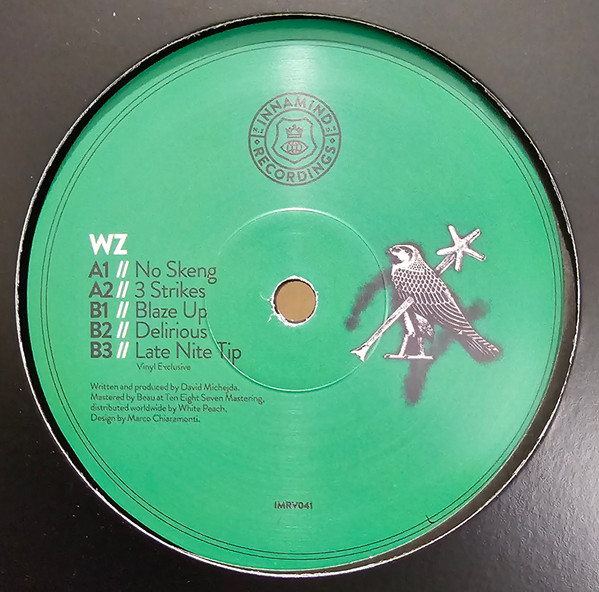 INNAMIND
RECORDINGS
WZ
A1 // No Skeng
A2 // 3 Strikes
B1 // Blaze Up
B2 // Delirious
B3 // Late Nite Tip
Vinyl Exclusive
Written and produced by David Michejda.
Mastered by Beau at Ten Eight Seven Mastering,
distributed worldwide by White Peach.
Design by Marco Chiaramonti.
IMRV041